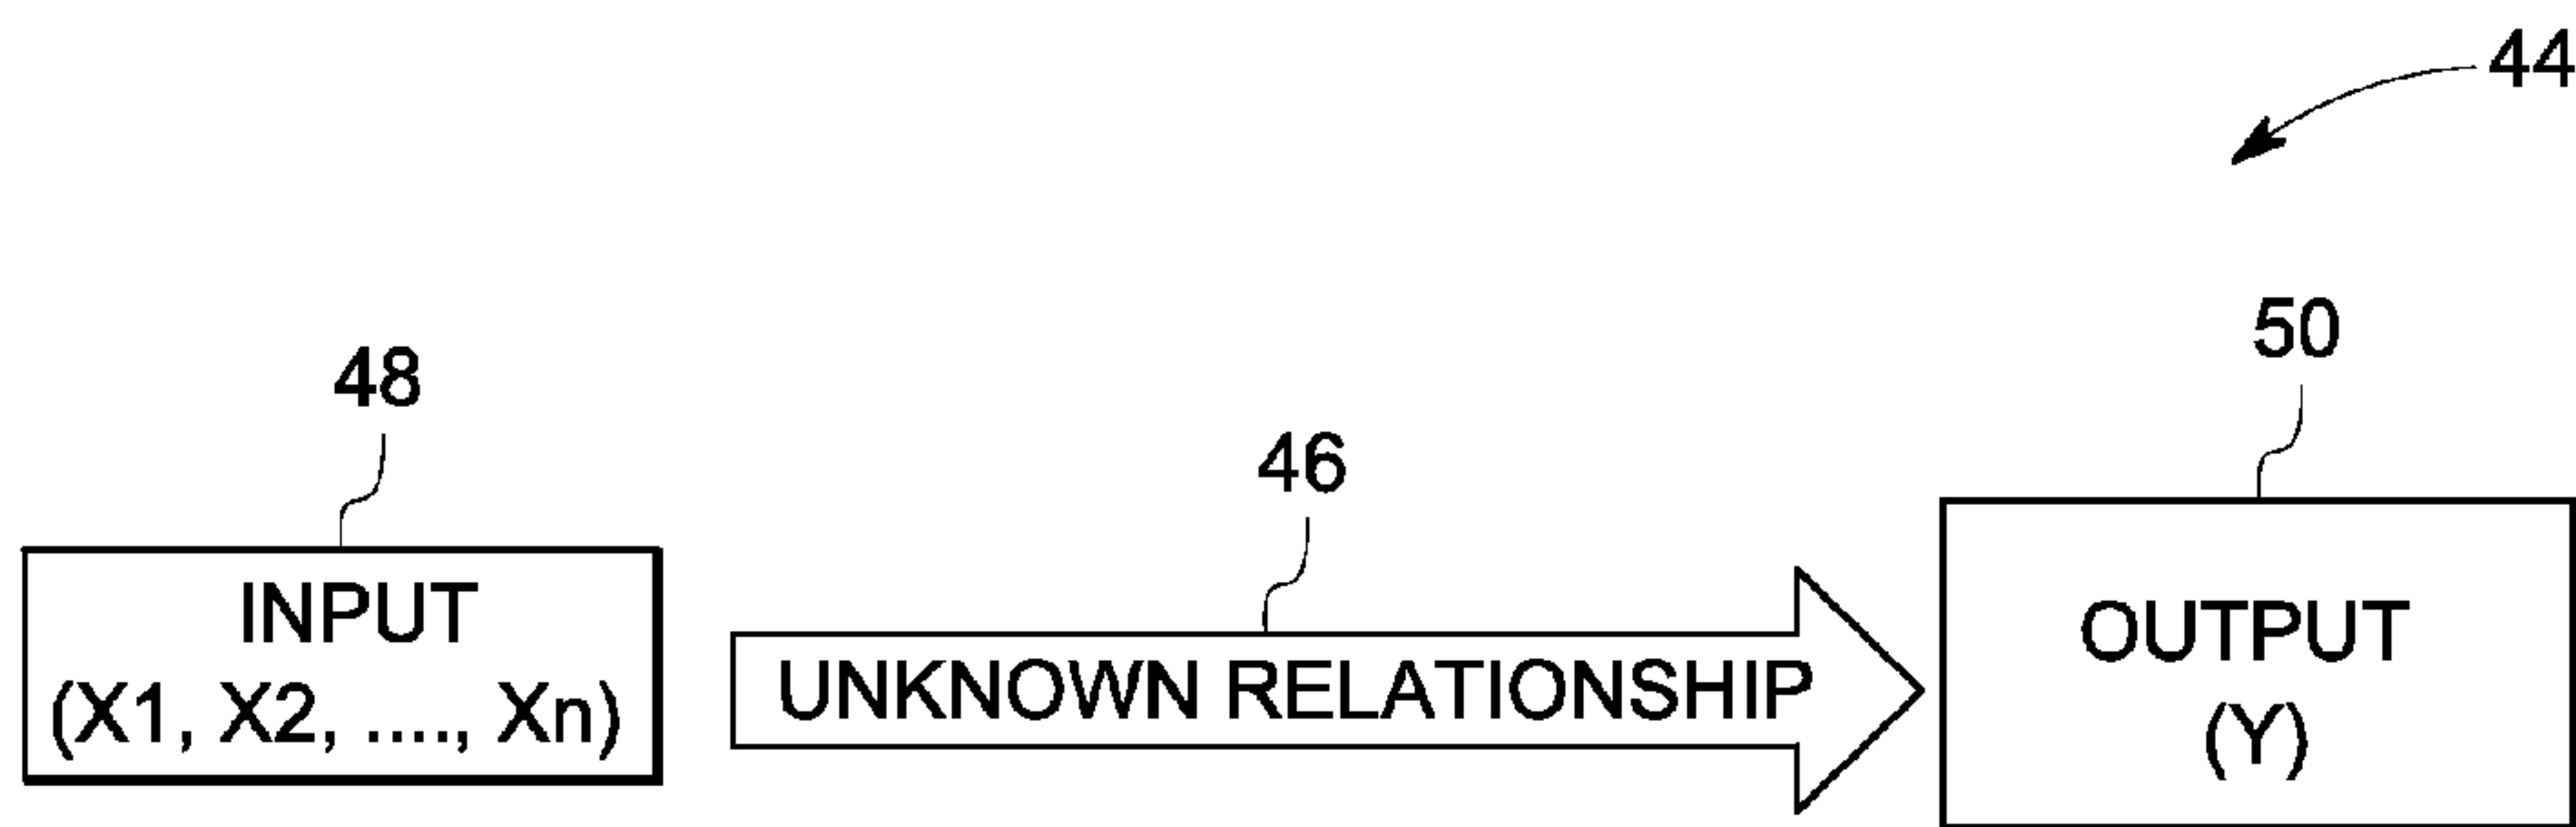 44
50
48
46
INPUT
(X1, X2, ...., Xn)
UNKNOWN RELATIONSHIP
OUTPUT
(Y)